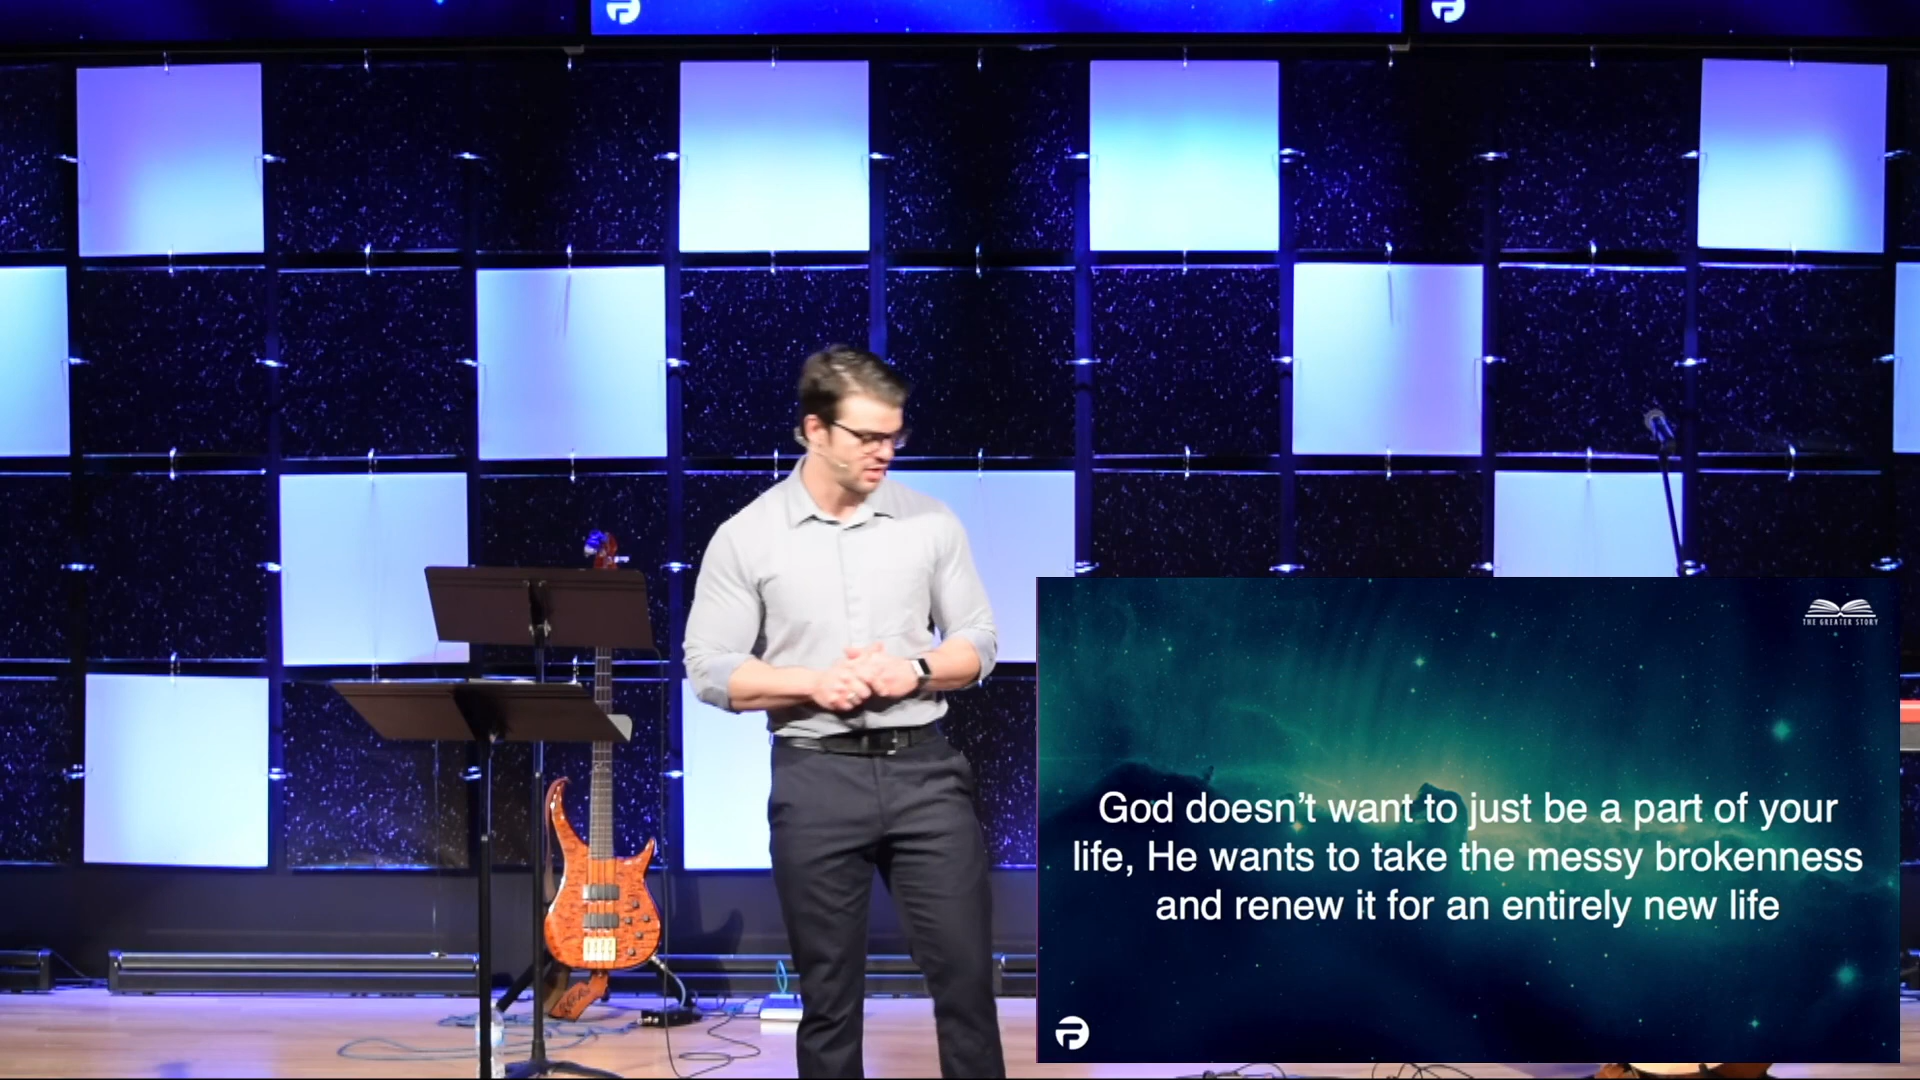 THE GREATER STORY
God doesn't want to just be a part of your
life, He wants to take the messy brokenness
and renew it for an entirely new life